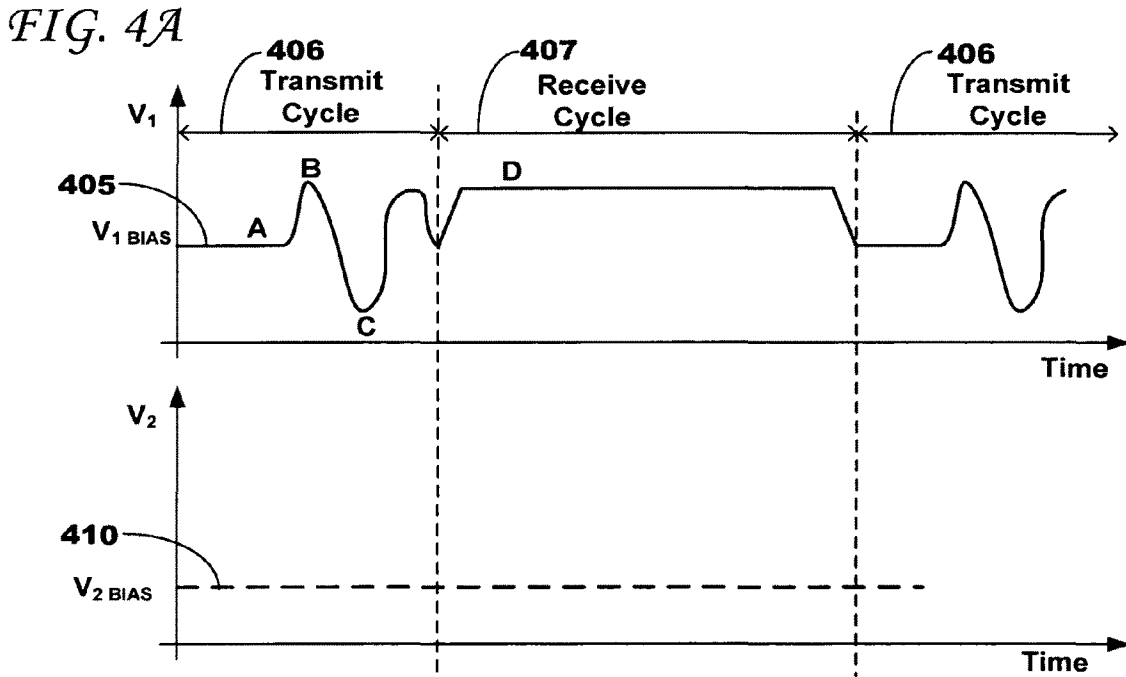 FIG. 4A
406
Transmit
Cycle
407
Receive
Cycle
406
Transmit
Cycle
V1
405
B
D
A
V1 BIAS
C
Time
V2
410
V2 BIAS
Time